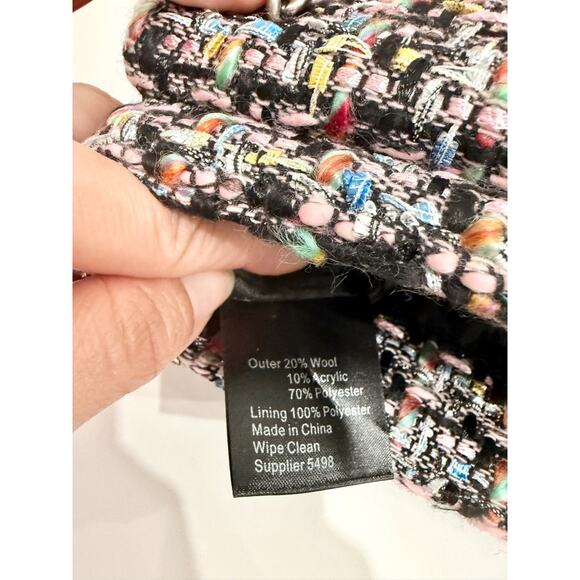 Outer 20% Wool
10% Acrylic
70% Polyester
Lining 100% Polyester
Made in China
Wipe Clean
Supplier 5498